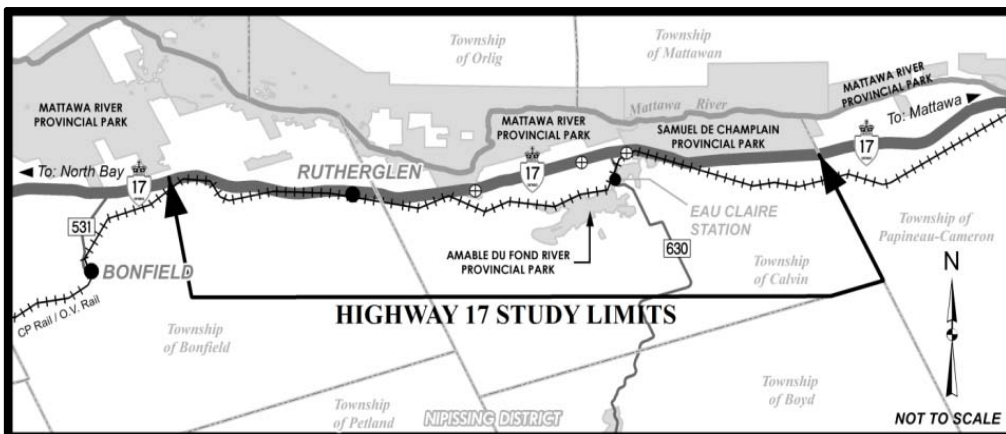 Township
of Orlig
Township
of Mattawan
MATTAWA RIVER
PROVINCIAL PARK
MATTAWA RIVER
PROVINCIAL PARK
MATTAWA RIVER
PROVINCIAL PARK
Mattawa River
SAMUEL DE CHAMPLAIN
PROVINCIAL PARK
To: Mattawa
To: North Bay
17
RUTHERGLEN
17
17
531
BONFIELD
CP Rail / O.V. Rail
EAU CLAIRE
STATION
AMABLE DU FOND RIVER
PROVINCIAL PARK
630
Township of
Papineau-Cameron
Township
of Calvin
N
HIGHWAY 17 STUDY LIMITS
Township
of Bonfield
Township
of Boyd
Township
of Petland
NIPISSING DISTRICT
NOT TO SCALE